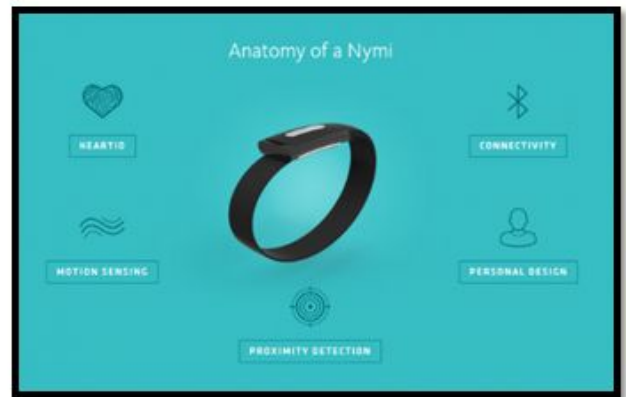 Anatomy of a Nymi
HEARTID
CONNECTIVITY
MOTION SENSING
PERSONAL DESIGN
PROXIMITY DETECTION